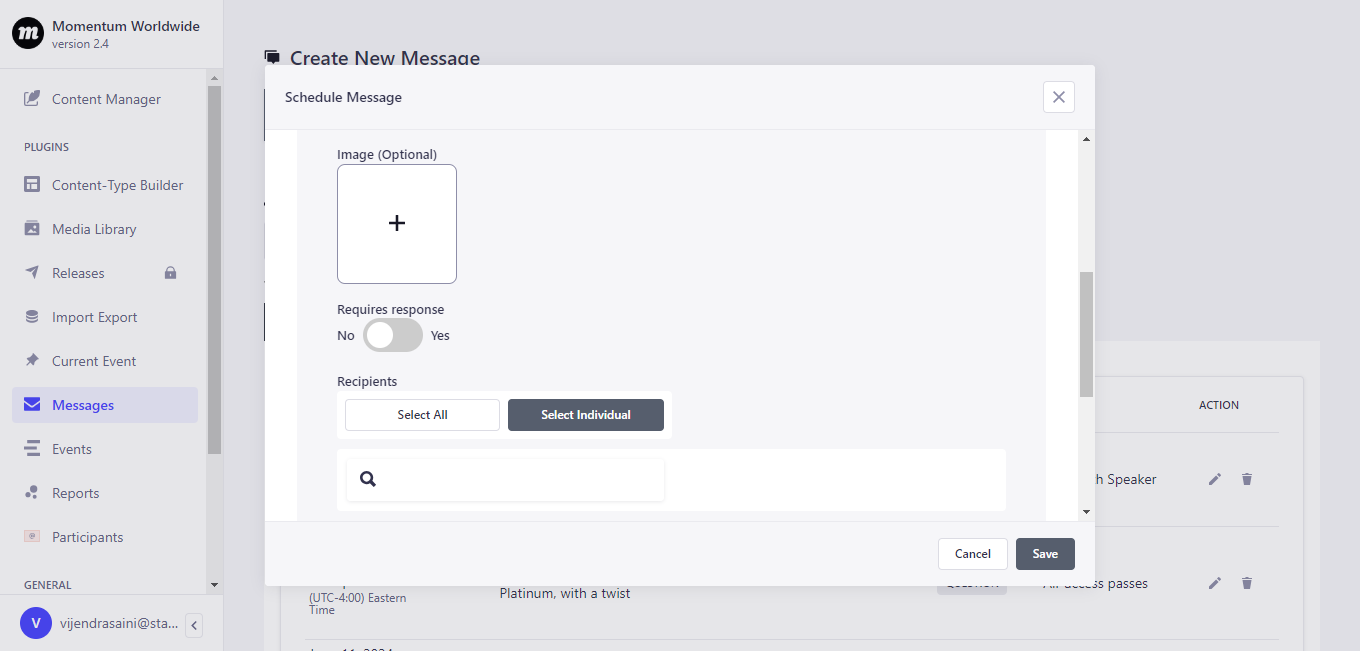 Momentum Worldwide
version 2.4
Content Manager
PLUGINS
Content-Type Builder
Media Library
Releases
Import Export
Current Event
Messages
Events
Reports
Participants
GENERAL
V
vijendrasaini@sta...
Create New Message
Schedule Message
Image (Optional)
Requires response
No
Yes
Recipients
Select All
Select Individual
Cancel
Save
ACTION
h Speaker
(UTC-4:00) Eastern
Time
Platinum, with a twist
access passes